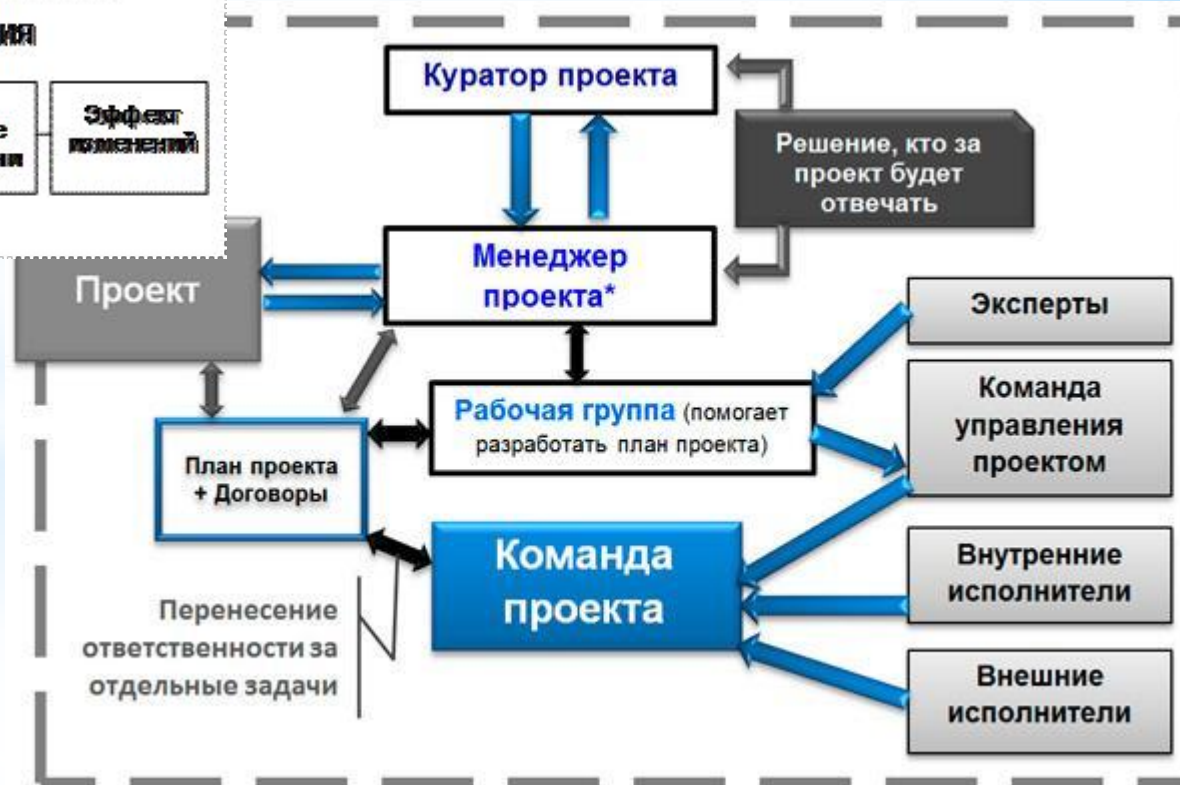 Эффект
изменений
Куратор проекта
Решение, кто за
проект будет
отвечать
Менеджер
проекта*
Проект
Эксперты
Команда
управления
проектом
Рабочая группа (помогает
разработать план проекта)
План проекта
+ Договоры
Команда
проекта
Внутренние
исполнители
Перенесение
ответственности за
отдельные задачи
Внешние
исполнители